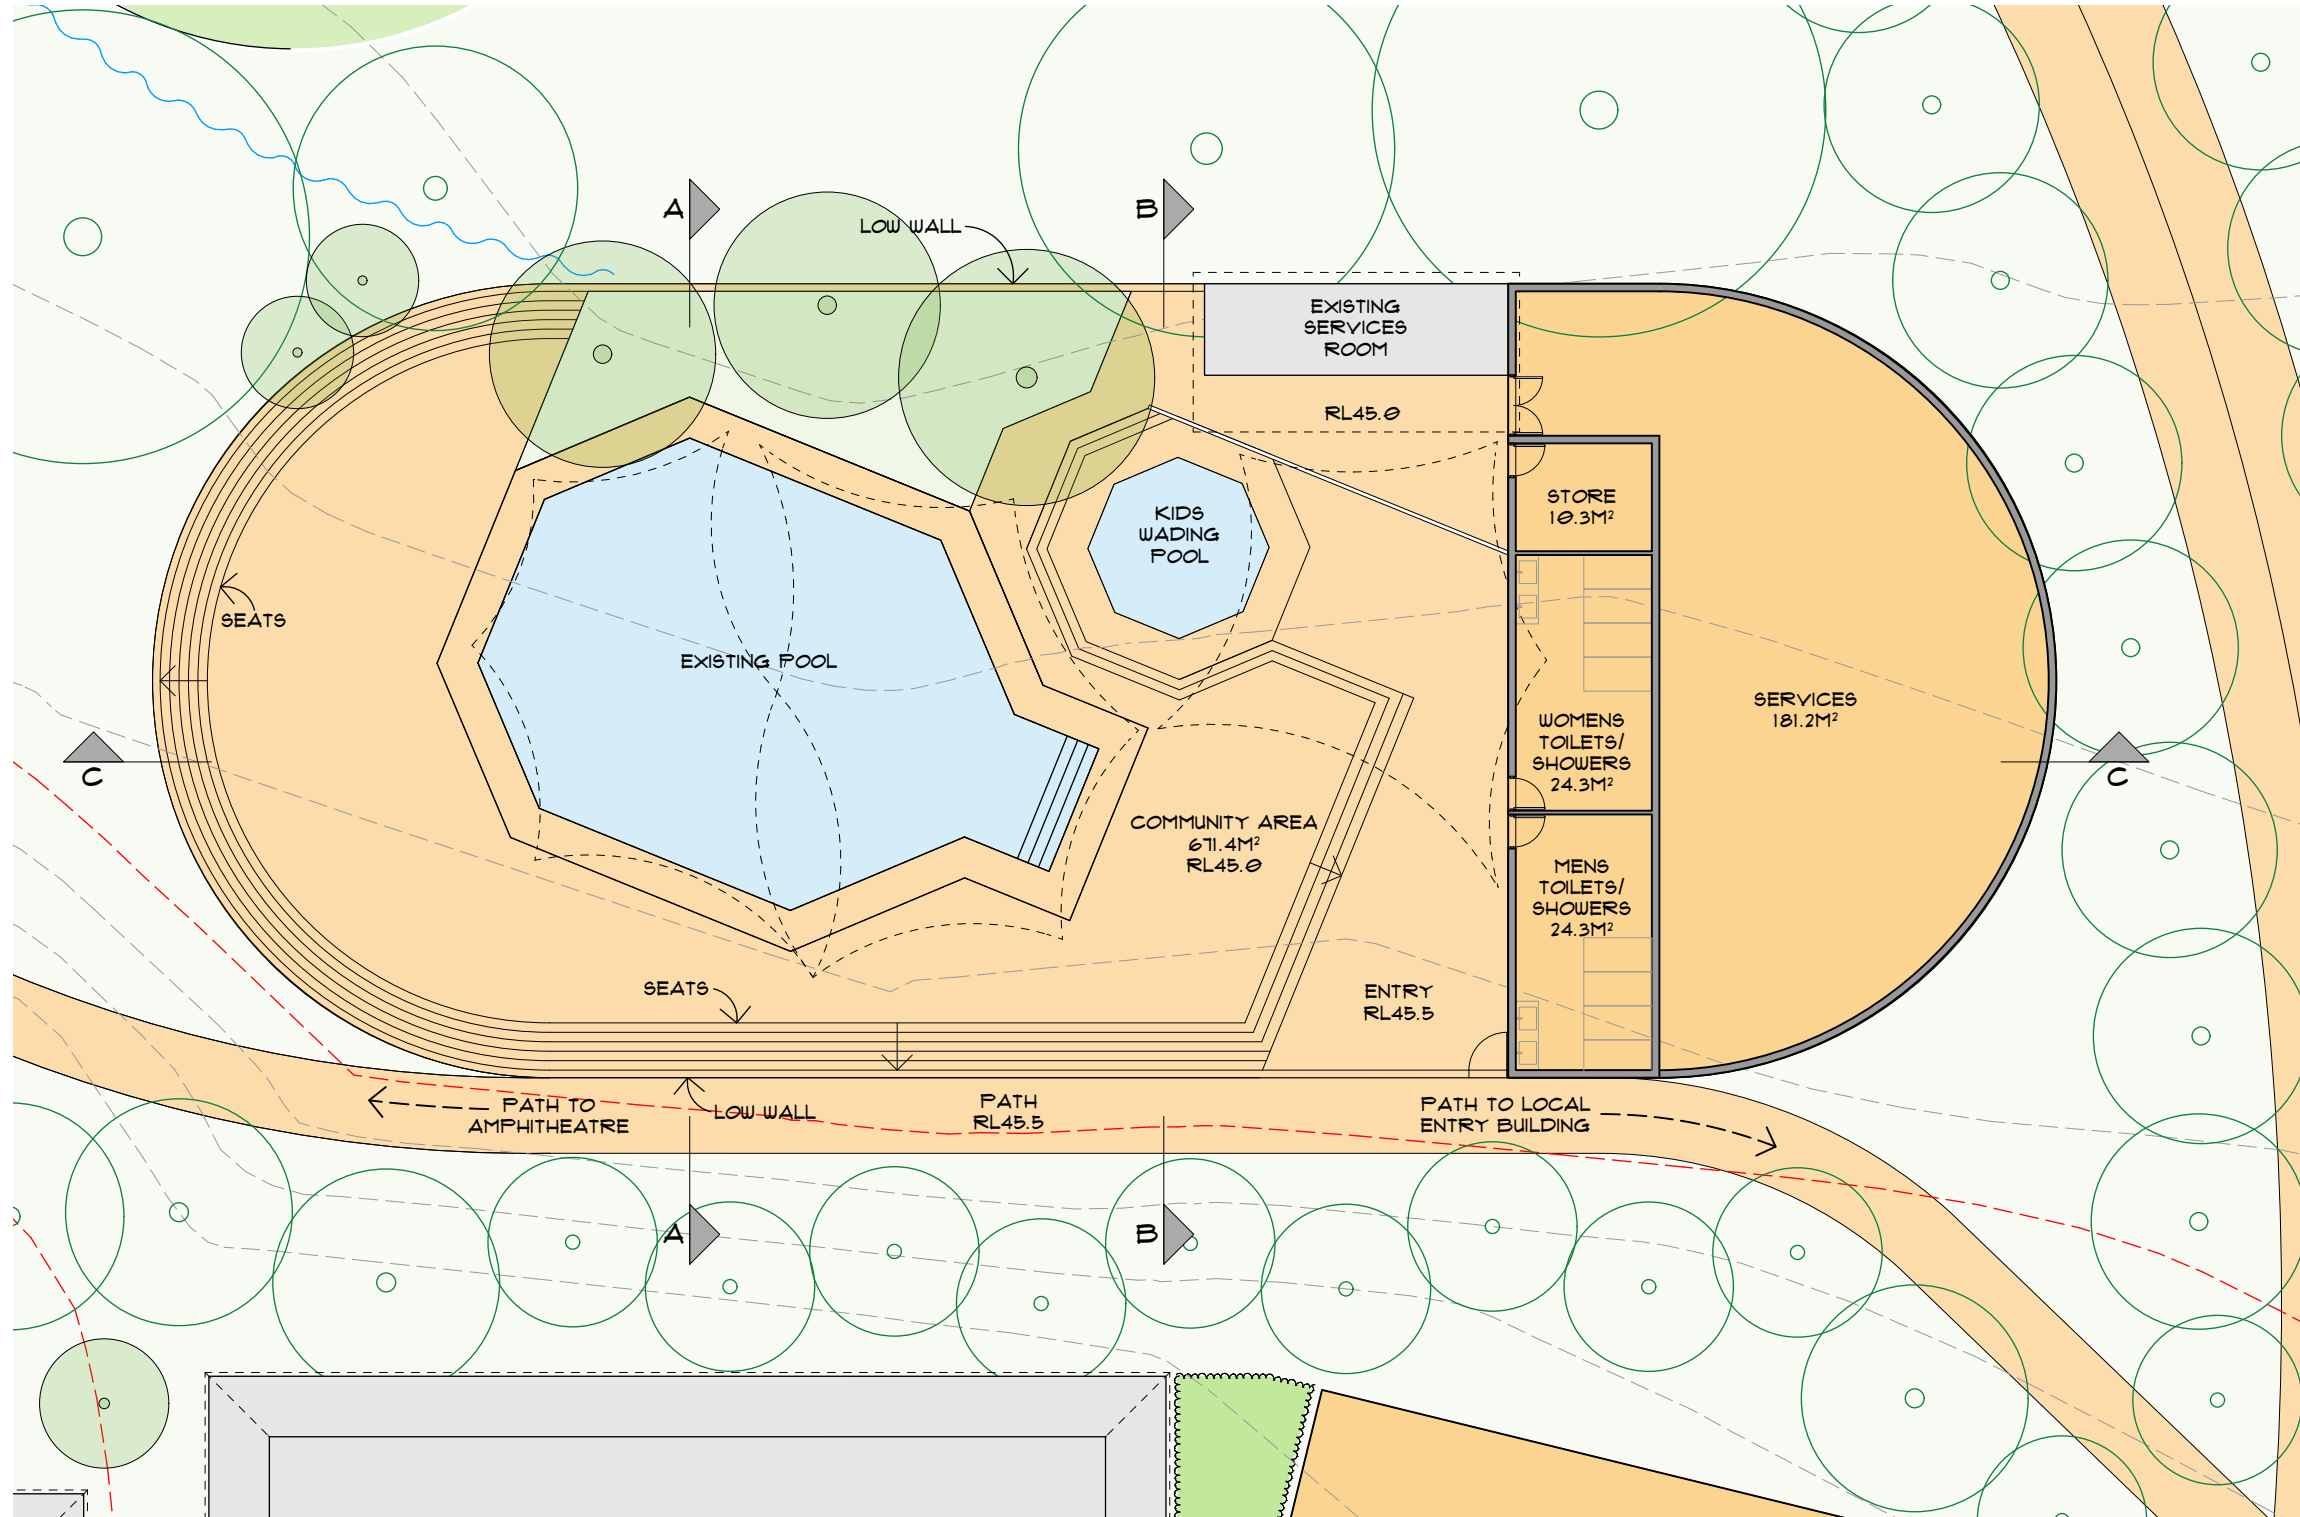 A
B
LOW WALL
EXISTING
SERVICES
ROOM
RL45.0
STORE
10.3M²
KIDS
WADING
POOL
SEATS
EXISTING POOL
SERVICES
181.2M²
WOMENS
TOILETS/
SHOWERS
24.3M²
C
C
COMMUNITY AREA
671.4M²
RL45.0
MENS
TOILETS/
SHOWERS
24.3M²
SEATS
ENTRY
RL45.5
PATH TO
AMPHITHEATRE
LOW WALL
PATH
RL45.5
PATH TO LOCAL
ENTRY BUILDING
A
B